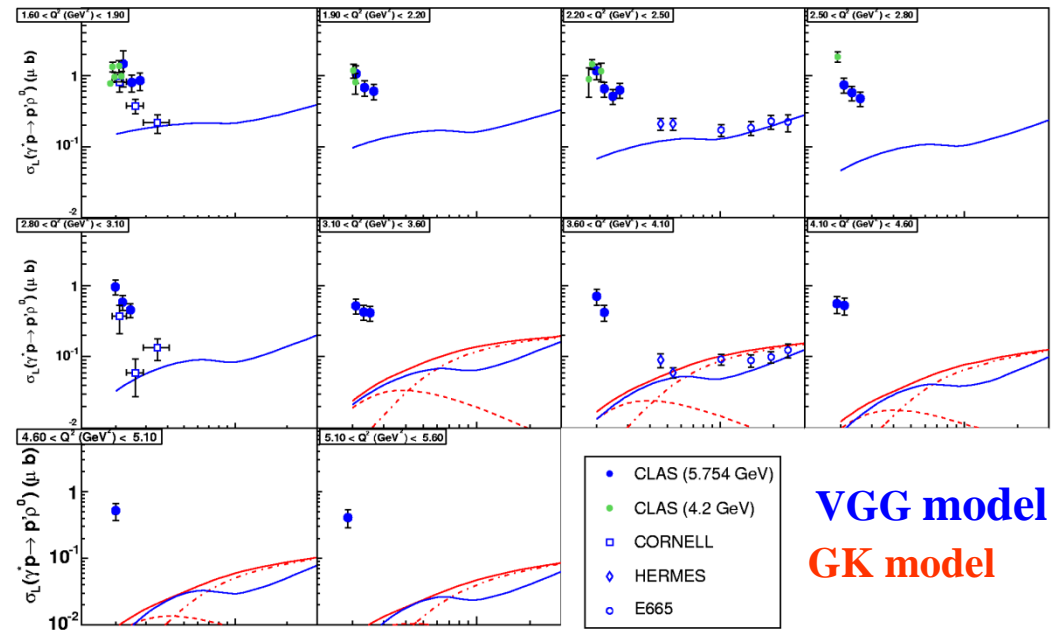 1.60 < Q² (GeV²) < 1.90
1.90 < Q² (GeV²) < 2.20
2.20 < Q² (GeV²) < 2.50
2.50 < Q² (GeV²) < 2.80
σL(γ*p→ p'ρ⁰) (μ b)
1
10⁻¹
2
2.80 < Q² (GeV²) < 3.10
3.10 < Q² (GeV²) < 3.60
3.60 < Q² (GeV²) < 4.10
4.10 < Q² (GeV²) < 4.60
σL(γ*p→ p'ρ⁰) (μ b)
1
10⁻¹
2
4.60 < Q² (GeV²) < 5.10
5.10 < Q² (GeV²) < 5.60
σL(γ*p→ p'ρ⁰) (μ b)
1
10⁻¹
10⁻²
CLAS (5.754 GeV)
CLAS (4.2 GeV)
CORNELL
HERMES
E665
VGG model
GK model